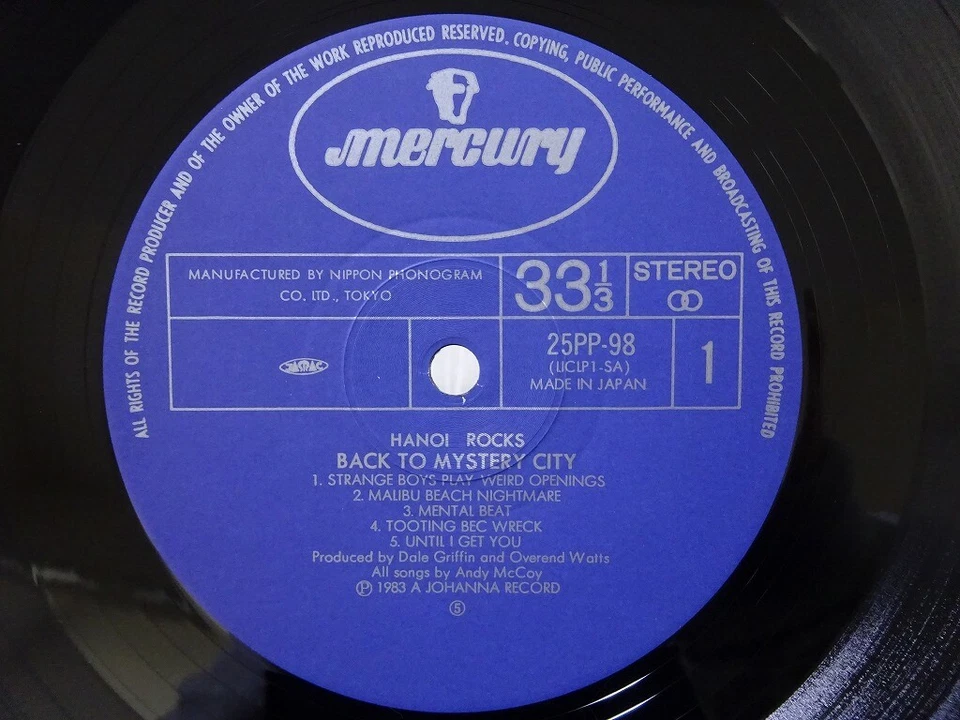 ALL RIGHTS OF THE RECORD PRODUCER AND OF THE OWNER OF THE WORK REPRODUCED RESERVED. COPYING, PUBLIC PERFORMANCE AND BROADCASTING OF THIS RECORD PROHIBITED
mercury
MANUFACTURED BY NIPPON PHONOGRAM
CO. LTD., TOKYO
33 1/3
STEREO
JASRAC
25PP-98
(LICLP1-SA)
MADE IN JAPAN
1
HANOI ROCKS
BACK TO MYSTERY CITY
1. STRANGE BOYS PLAY WEIRD OPENINGS
2. MALIBU BEACH NIGHTMARE
3. MENTAL BEAT
4. TOOTING BEC WRECK
5. UNTIL I GET YOU
Produced by Dale Griffin and Overend Watts
All songs by Andy McCoy
Ⓟ 1983 A JOHANNA RECORD
⑤